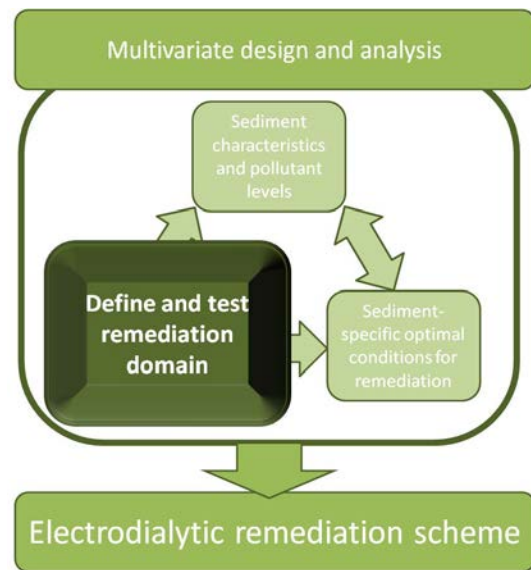 Multivariate design and analysis
Sediment
characteristics
and pollutant
levels
Define and test
remediation
domain
Sediment-
specific optimal
conditions for
remediation
Electrodialytic remediation scheme